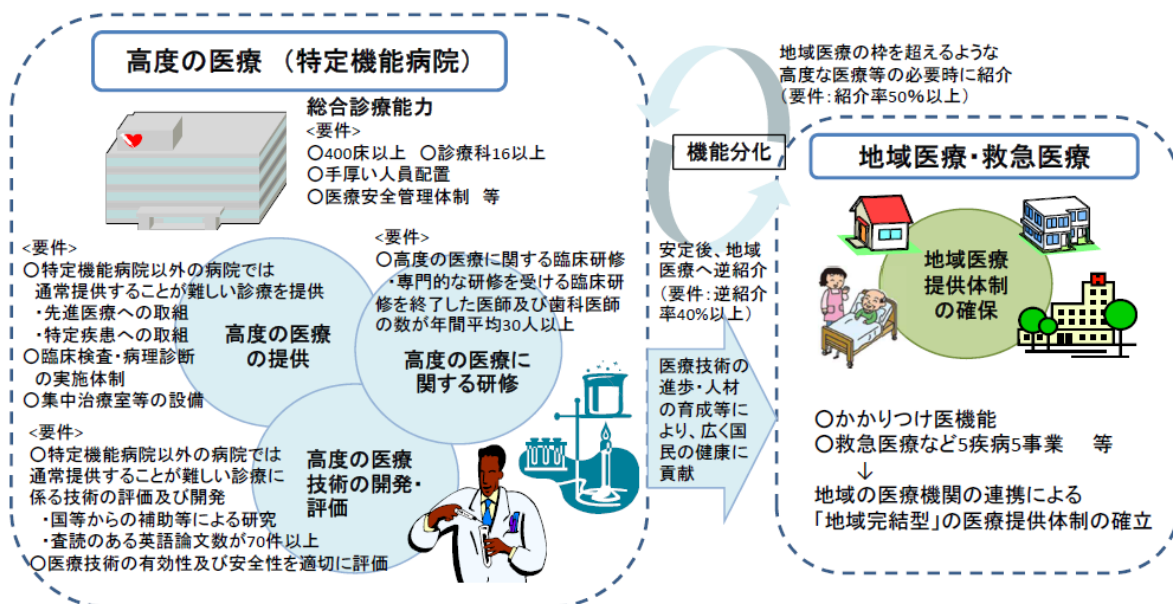 高度の医療 (特定機能病院)
総合診療能力
<要件>
○400床以上 ○診療科16以上
○手厚い人員配置
○医療安全管理体制 等
<要件>
○特定機能病院以外の病院では
通常提供することが難しい診療を提供
・先進医療への取組
・特定疾患への取組
○臨床検査・病理診断
の実施体制
○集中治療室等の設備
高度の医療
の提供
<要件>
○高度の医療に関する臨床研修
・専門的な研修を受ける臨床研
修を終了した医師及び歯科医師
の数が年間平均30人以上
高度の医療に
関する研修
<要件>
○特定機能病院以外の病院では
通常提供することが難しい診療に
係る技術の評価及び開発
・国等からの補助等による研究
・査読のある英語論文数が70件以上
○医療技術の有効性及び安全性を適切に評価
高度の医療
技術の開発・
評価
地域医療の枠を超えるような
高度な医療等の必要時に紹介
(要件:紹介率50%以上)
機能分化
安定後、地域
医療へ逆紹介
(要件:逆紹介
率40%以上)
医療技術の
進歩・人材
の育成等に
より、広く国
民の健康に
貢献
地域医療・救急医療
地域医療
提供体制
の確保
H
○かかりつけ医機能
○救急医療など5疾病5事業 等
↓
地域の医療機関の連携による
「地域完結型」の医療提供体制の確立